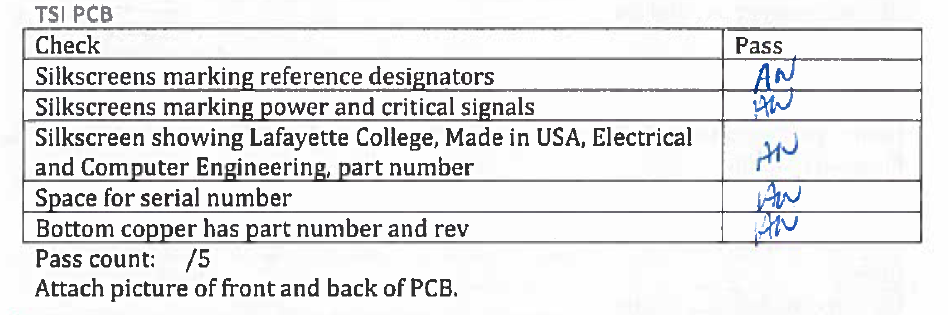 TSI PCB
Check Pass
Silkscreens marking reference designators AN
Silkscreens marking power and critical signals AN
Silkscreen showing Lafayette College, Made in USA, Electrical
and Computer Engineering, part number AN
Space for serial number AN
Bottom copper has part number and rev AN
Pass count: /5
Attach picture of front and back of PCB.